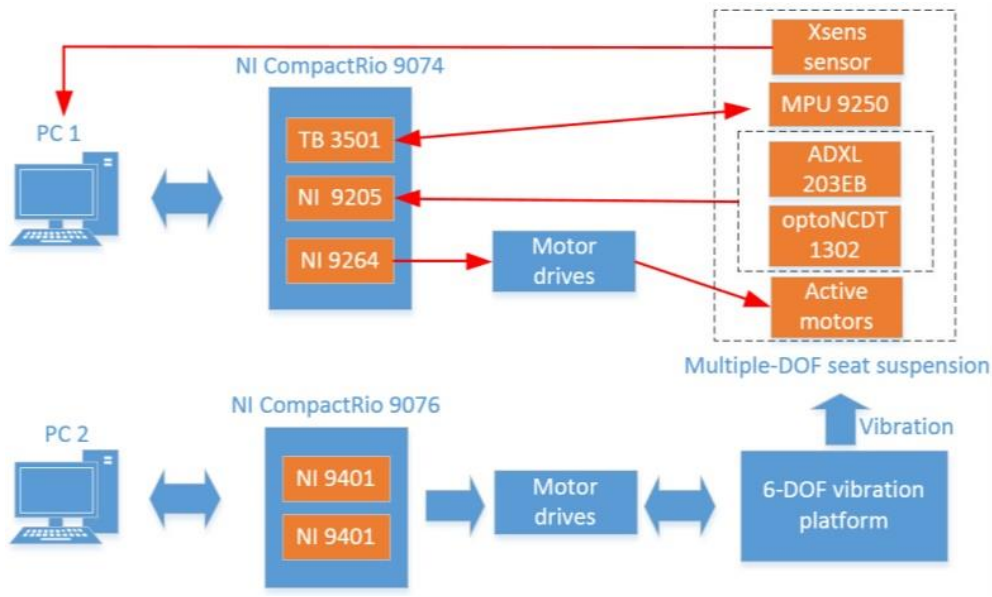 Xsens
sensor
NI CompactRio 9074
MPU 9250
PC 1
TB 3501
ADXL
203EB
NI 9205
optoNCDT
1302
NI 9264
Motor
drives
Active
motors
Multiple-DOF seat suspension
NI CompactRio 9076
Vibration
PC 2
NI 9401
Motor
drives
6-DOF vibration
platform
NI 9401